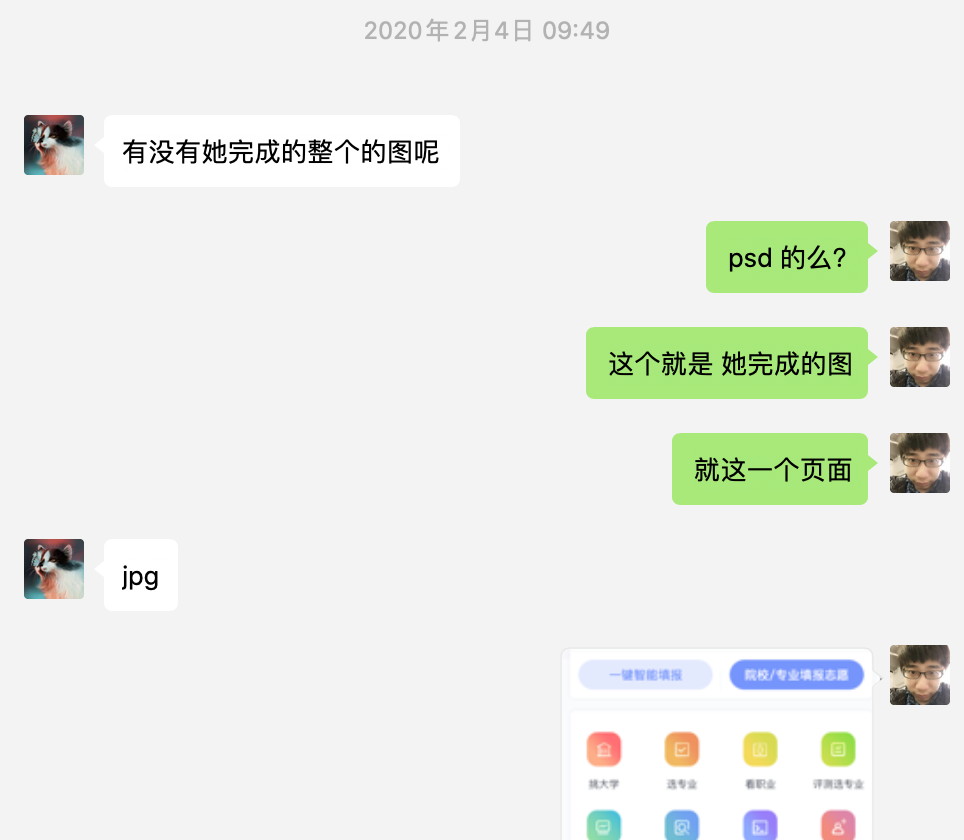 2020年2月4日 09:49
有没有她完成的整个的图呢
psd 的么?
这个就是 她完成的图
就这一个页面
jpg
一键智能填报 院校/专业填报志愿
挑大学 选专业 看职业 评测选专业